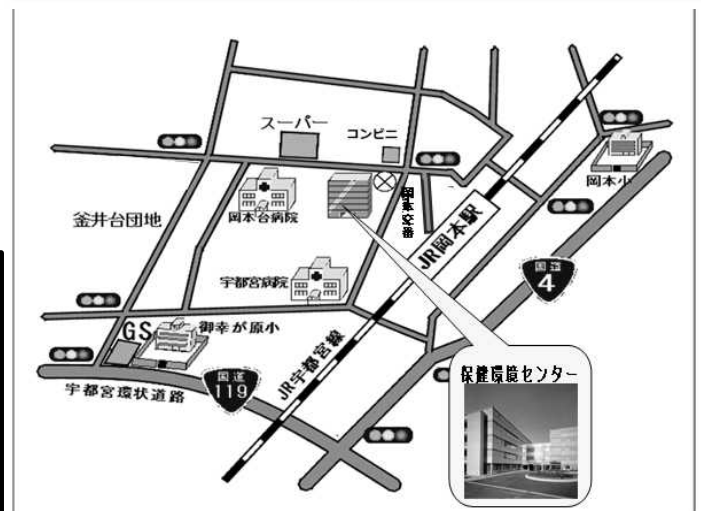 スーパー
コンビニ
岡本小
岡本台病院
岡本交番
釜井台団地
JR岡本駅
国道
4
宇都宮病院
GS
御幸が原小
JR宇都宮線
国道
119
宇都宮環状道路
保健環境センター